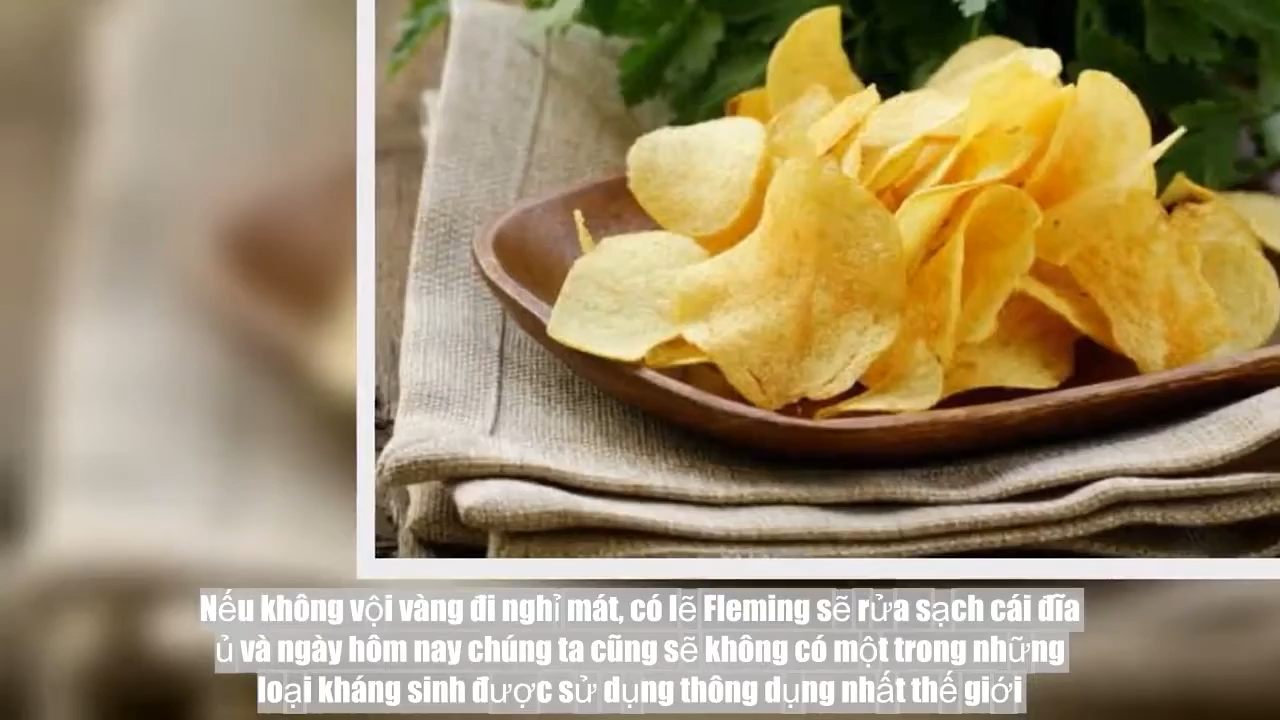 Nếu không vội vàng đi nghỉ mát, có lẽ Fleming sẽ rửa sạch cái đĩa
ủ và ngày hôm nay chúng ta cũng sẽ không có một trong những
loại kháng sinh được sử dụng thông dụng nhất thế giới